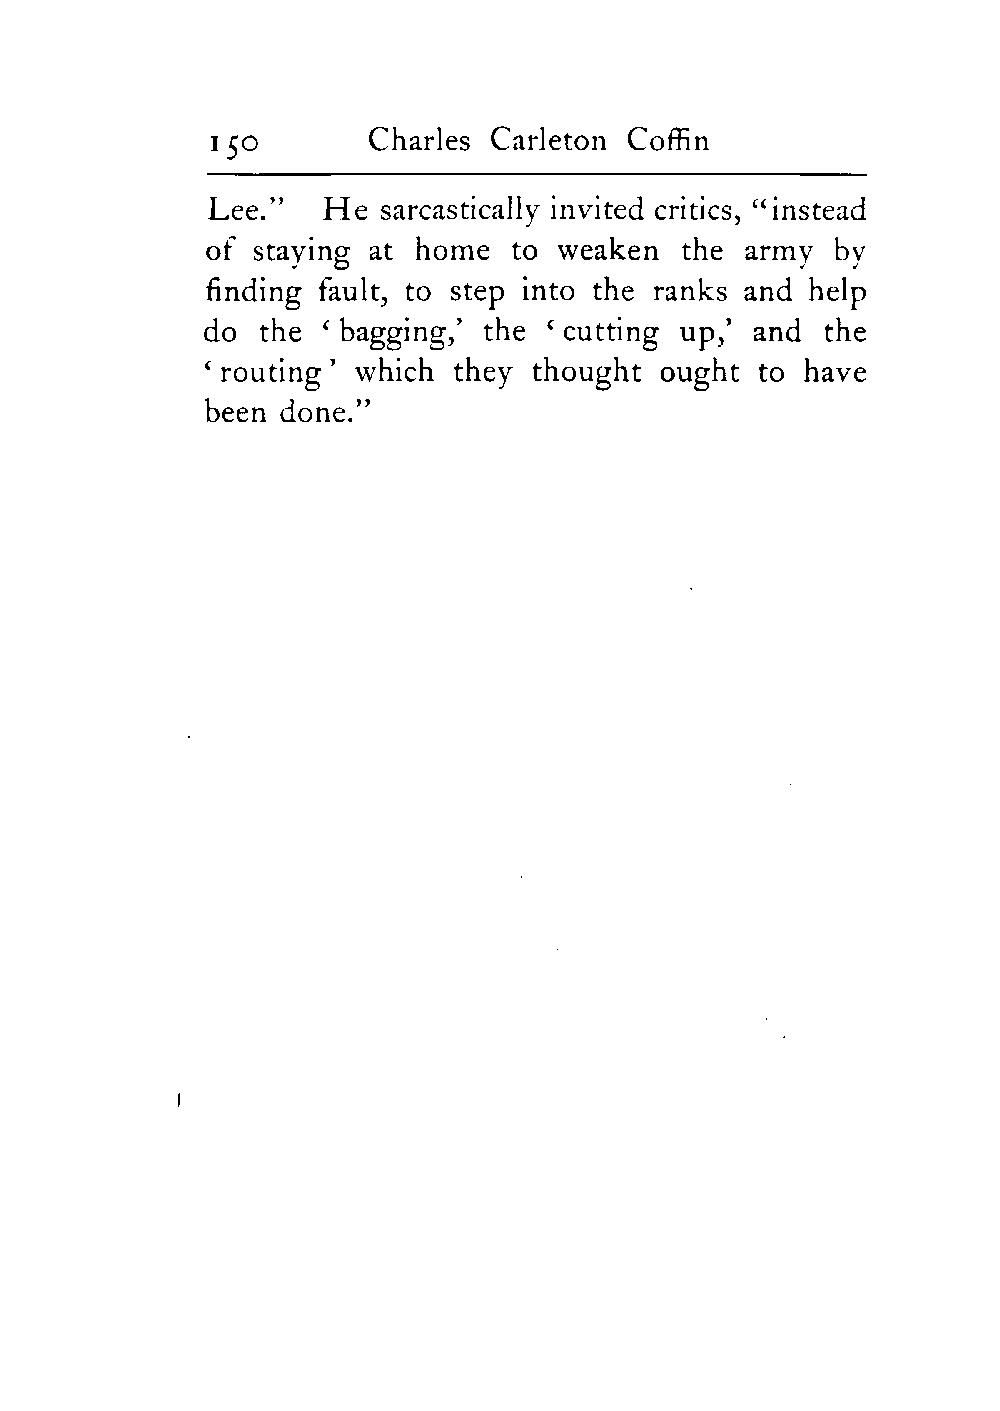 150 Charles Carleton Coffin
Lee." He sarcastically invited critics, "instead
of staying at home to weaken the army by
finding fault, to step into the ranks and help
do the ‘bagging,’ the ‘cutting up,’ and the
‘routing’ which they thought ought to have
been done."